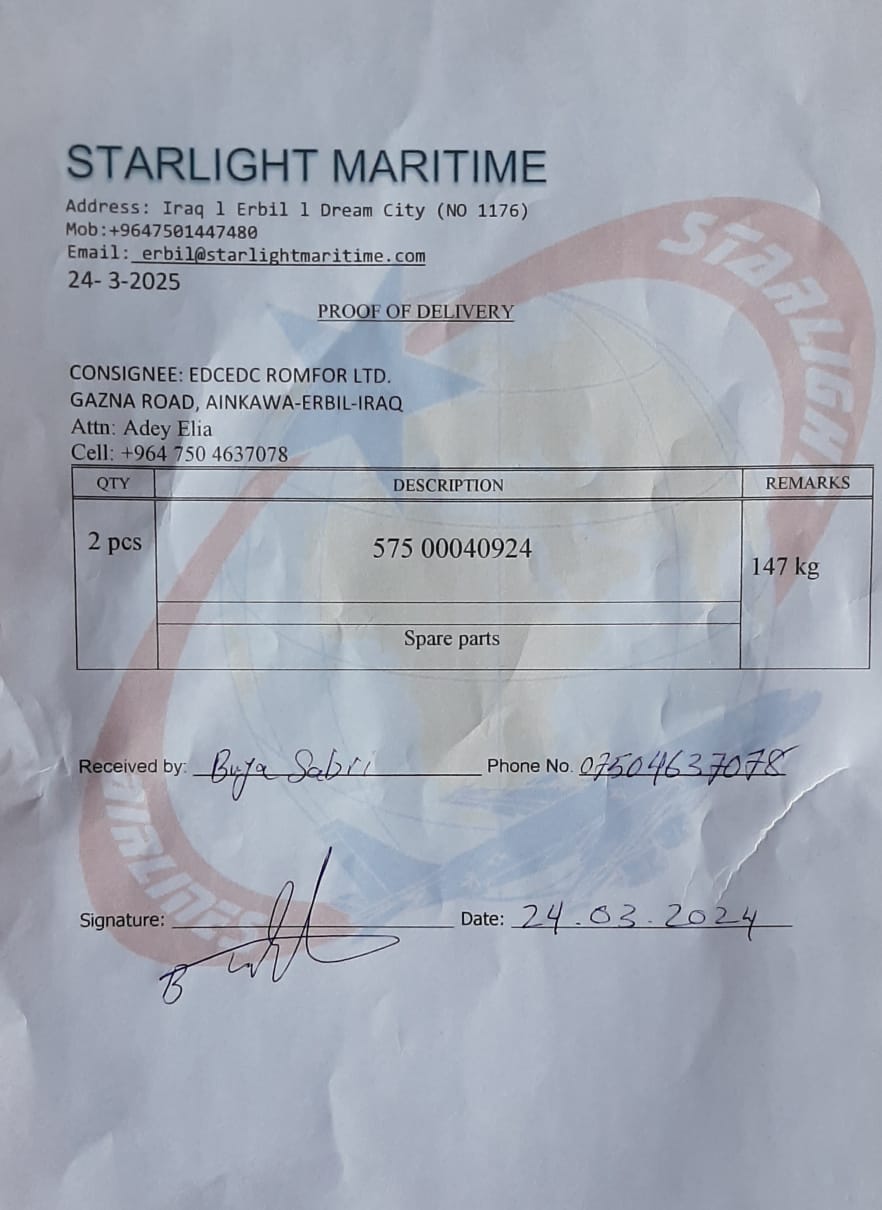 STARLIGHT MARITIME
Address: Iraq l Erbil l Dream City (NO 1176)
Mob:+9647501447480
Email: erbil@starlightmaritime.com
24- 3-2025
PROOF OF DELIVERY
CONSIGNEE: EDCEDC ROMFOR LTD.
GAZNA ROAD, AINKAWA-ERBIL-IRAQ
Attn: Adey Elia
Cell: +964 750 4637078
QTY DESCRIPTION REMARKS
2 pcs 575 00040924 147 kg
Spare parts
Received by: Buya Sabri Phone No. 07504637078
Signature: Date: 24.03.2024
STARLIGHT
AIRLINES